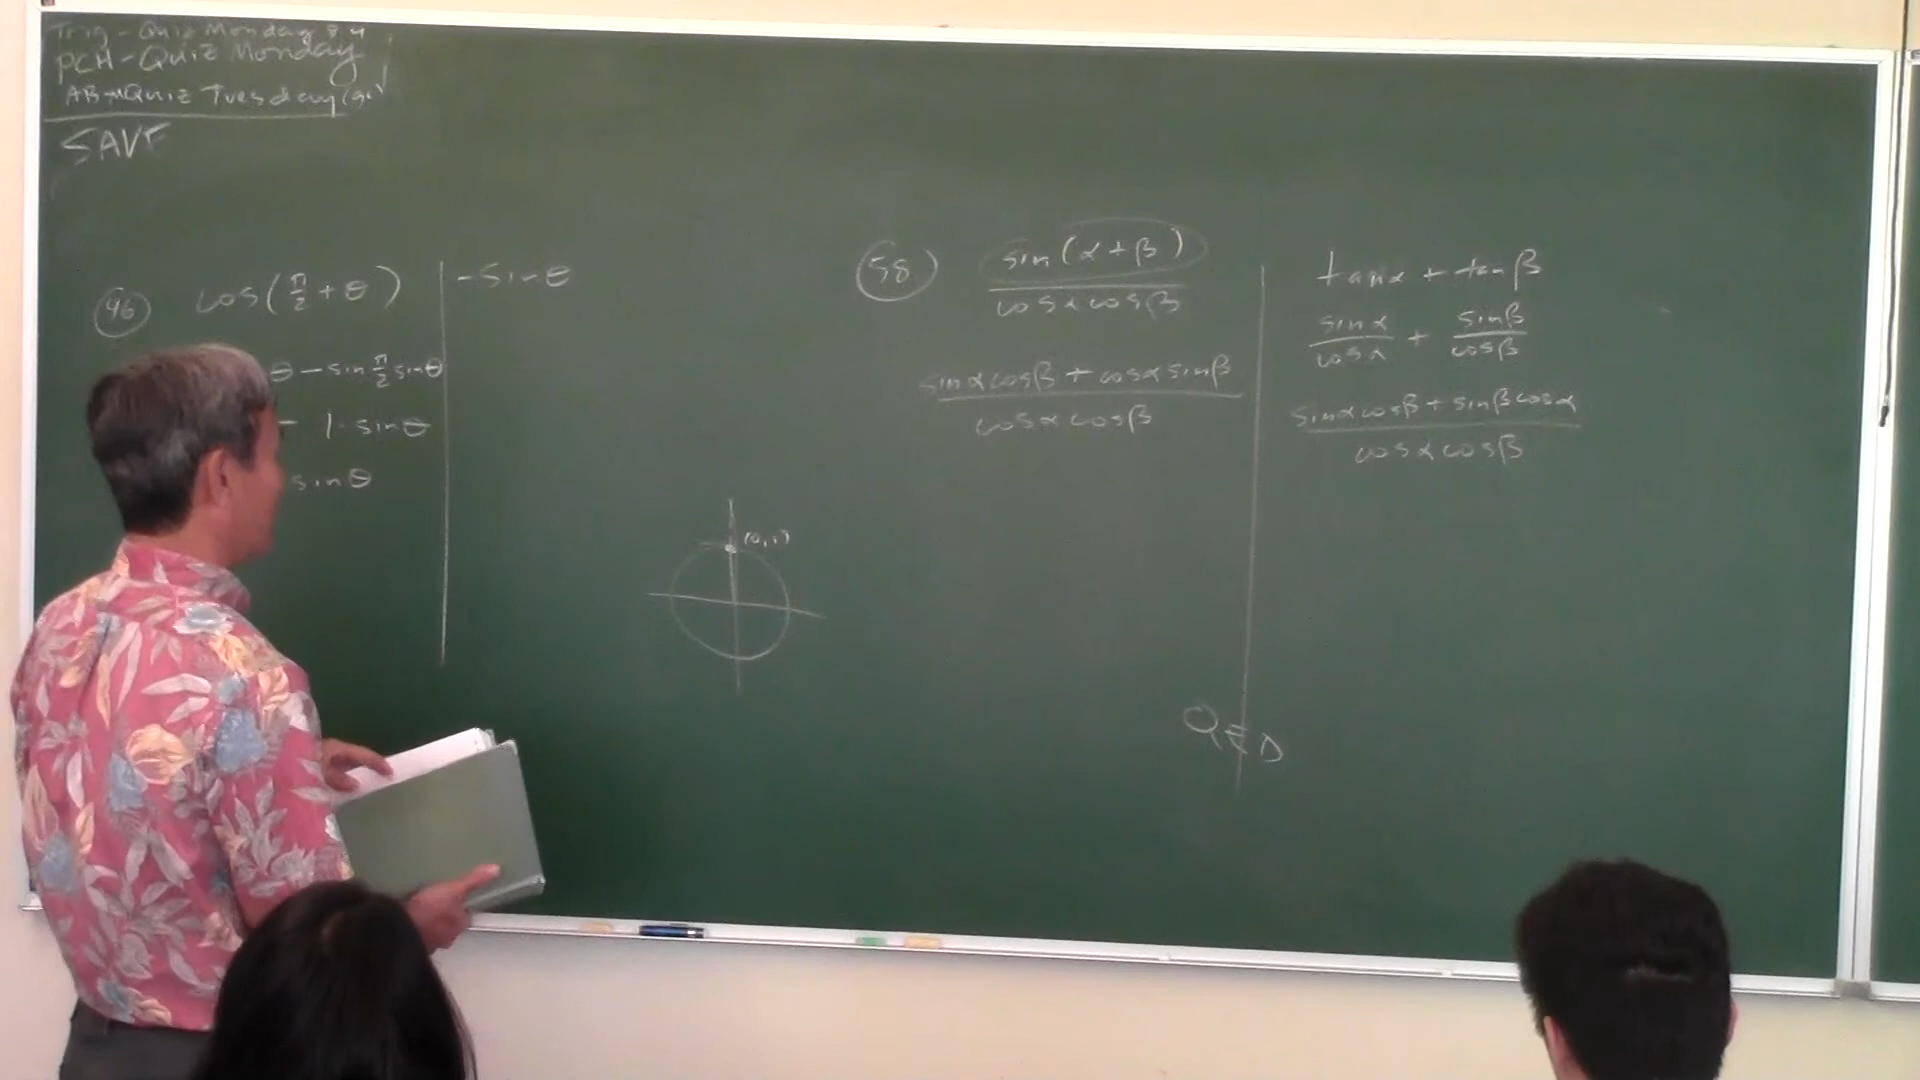 Trig - Quiz Monday 8.4
PCH - Quiz Monday
AB - Quiz Tuesday
SAVE
46 cos(π/2 + θ) | -sinθ
θ - sin π/2 sinθ
- 1·sinθ
sinθ
(0,1)
58) sin(α+β) / cosα cosβ | tanα + tanβ
sinα/cosα + sinβ/cosβ
(sinα cosβ + cosα sinβ) / (cosα cosβ) | (sinα cosβ + sinβ cosα) / (cosα cosβ)
QED